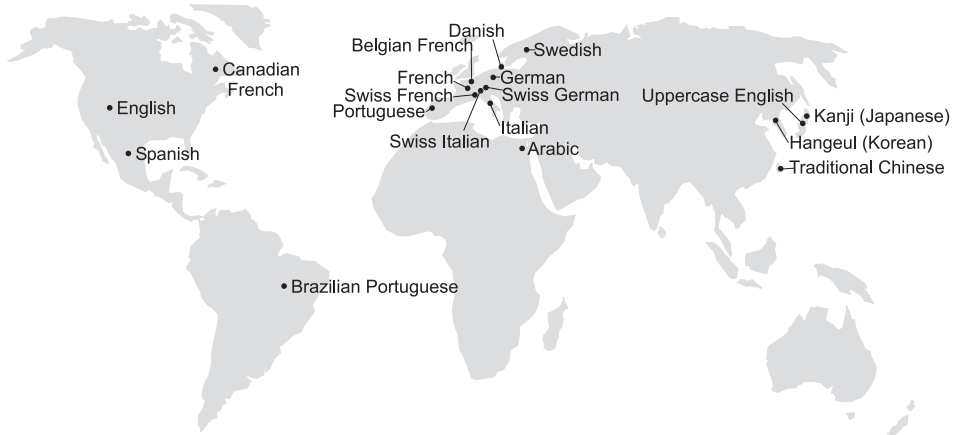 Danish
Belgian French
Swedish
Canadian
French
French
German
Swiss French
Swiss German
Uppercase English
English
Portuguese
Kanji (Japanese)
Italian
Swiss Italian
Hangeul (Korean)
Spanish
Arabic
Traditional Chinese
Brazilian Portuguese